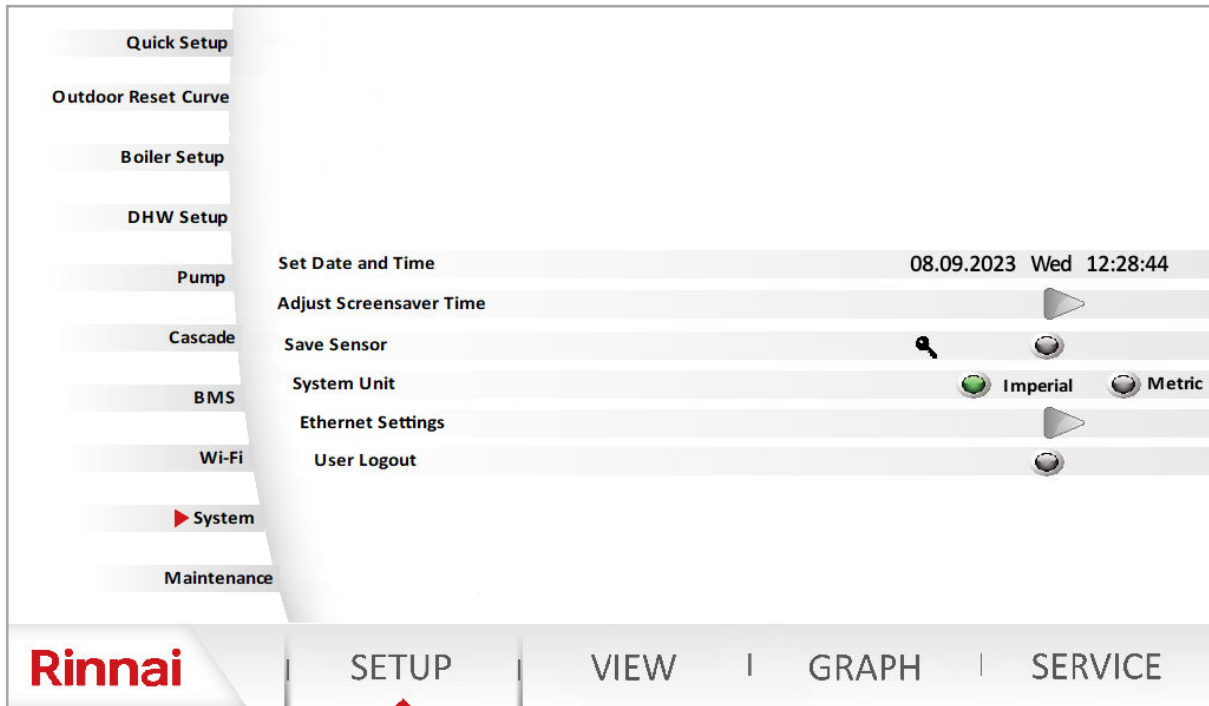 Quick Setup
Outdoor Reset Curve
Boiler Setup
DHW Setup
Pump
Cascade
BMS
Wi-Fi
System
Maintenance
Set Date and Time 08.09.2023 Wed 12:28:44
Adjust Screensaver Time
Save Sensor
System Unit Imperial Metric
Ethernet Settings
User Logout
Rinnai SETUP VIEW GRAPH SERVICE